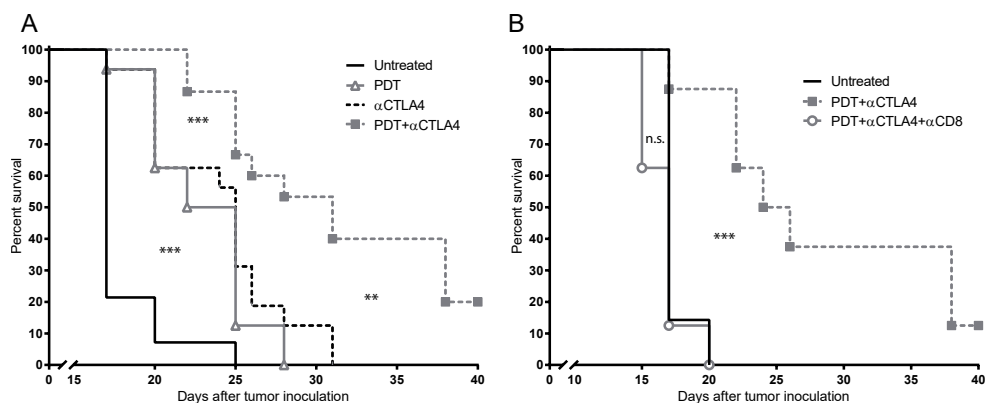 A
Percent survival
100
90
80
70
60
50
40
30
20
10
0
0 15 20 25 30 35 40
Days after tumor inoculation
Untreated
PDT
αCTLA4
PDT+αCTLA4
***
***
**
B
Percent survival
100
90
80
70
60
50
40
30
20
10
0
0 10 15 20 25 30 35 40
Days after tumor inoculation
Untreated
PDT+αCTLA4
PDT+αCTLA4+αCD8
n.s.
***